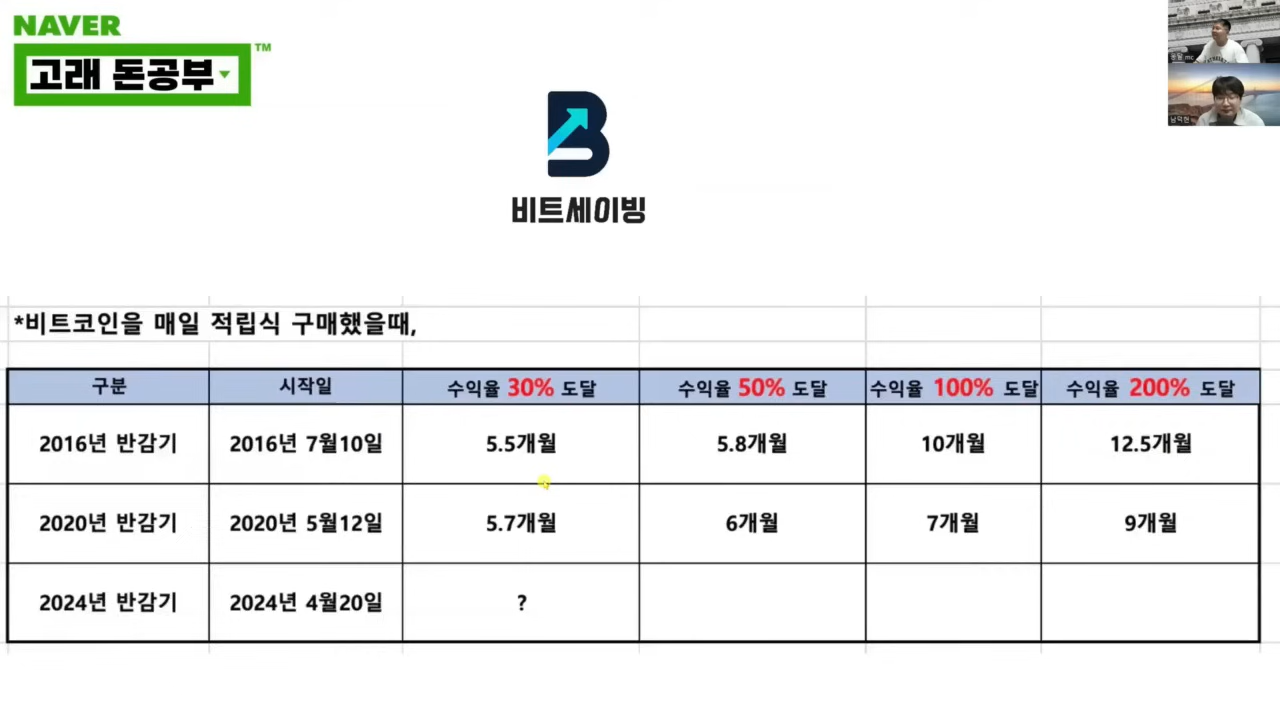 NAVER
고래 돈공부 ™
비트세이빙
남덕현
*비트코인을 매일 적립식 구매했을때,
구분 시작일 수익율 30% 도달 수익율 50% 도달 수익율 100% 도달 수익율 200% 도달
2016년 반감기 2016년 7월10일 5.5개월 5.8개월 10개월 12.5개월
2020년 반감기 2020년 5월12일 5.7개월 6개월 7개월 9개월
2024년 반감기 2024년 4월20일 ?